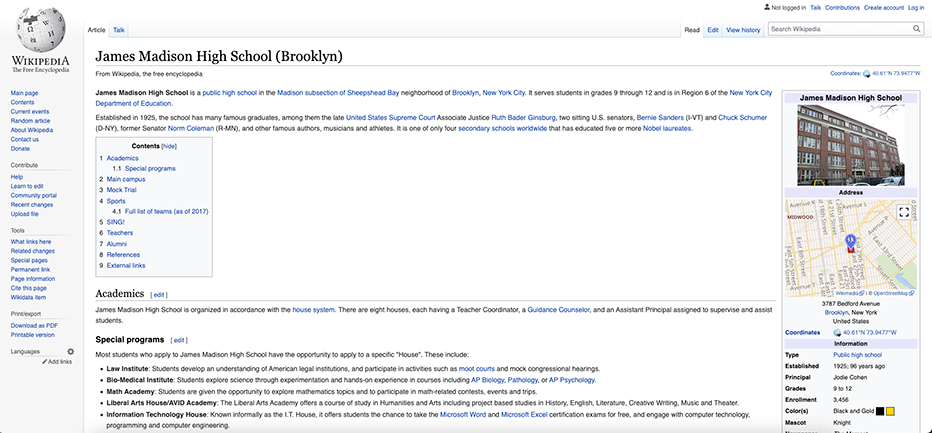 Not logged in Talk Contributions Create account Log in
Article Talk
Read Edit View history Search Wikipedia
WIKIPEDIA
The Free Encyclopedia
Main page
Contents
Current events
Random article
About Wikipedia
Contact us
Donate
Contribute
Help
Learn to edit
Community portal
Recent changes
Upload file
Tools
What links here
Related changes
Special pages
Permanent link
Page information
Cite this page
Wikidata item
Print/export
Download as PDF
Printable version
Languages
Add links
James Madison High School (Brooklyn)
From Wikipedia, the free encyclopedia
Coordinates: 40.61°N 73.9477°W
James Madison High School is a public high school in the Madison subsection of Sheepshead Bay neighborhood of Brooklyn, New York City. It serves students in grades 9 through 12 and is in Region 6 of the New York City
Department of Education.
Established in 1925, the school has many famous graduates, among them the late United States Supreme Court Associate Justice Ruth Bader Ginsburg, two sitting U.S. senators, Bernie Sanders (I-VT) and Chuck Schumer
(D-NY), former Senator Norm Coleman (R-MN), and other famous authors, musicians and athletes. It is one of only four secondary schools worldwide that has educated five or more Nobel laureates.
Contents [hide]
1 Academics
1.1 Special programs
2 Main campus
3 Mock Trial
4 Sports
4.1 Full list of teams (as of 2017)
5 SING!
6 Teachers
7 Alumni
8 References
9 External links
Academics [ edit ]
James Madison High School is organized in accordance with the house system. There are eight houses, each having a Teacher Coordinator, a Guidance Counselor, and an Assistant Principal assigned to supervise and assist
students.
Special programs [ edit ]
Most students who apply to James Madison High School have the opportunity to apply to a specific "House". These include:
• Law Institute: Students develop an understanding of American legal institutions, and participate in activities such as moot courts and mock congressional hearings.
• Bio-Medical Institute: Students explore science through experimentation and hands-on experience in courses including AP Biology, Pathology, or AP Psychology.
• Math Academy: Students are given the opportunity to explore mathematics topics and to participate in math-related contests, events and trips.
• Liberal Arts House/AVID Academy: The Liberal Arts Academy offers a course of study in Humanities and Arts including project based studies in History, English, Literature, Creative Writing, Music and Theater.
• Information Technology House: Known informally as the I.T. House, it offers students the chance to take the Microsoft Word and Microsoft Excel certification exams for free, and engage with computer technology,
programming and computer engineering.
James Madison High School
Address
MIDWOOD
Wikimedia | © OpenStreetMap
3787 Bedford Avenue
Brooklyn, New York
United States
Coordinates 40.61°N 73.9477°W
Information
Type Public high school
Established 1925; 96 years ago
Principal Jodie Cohen
Grades 9 to 12
Enrollment 3,456
Color(s) Black and Gold
Mascot Knight